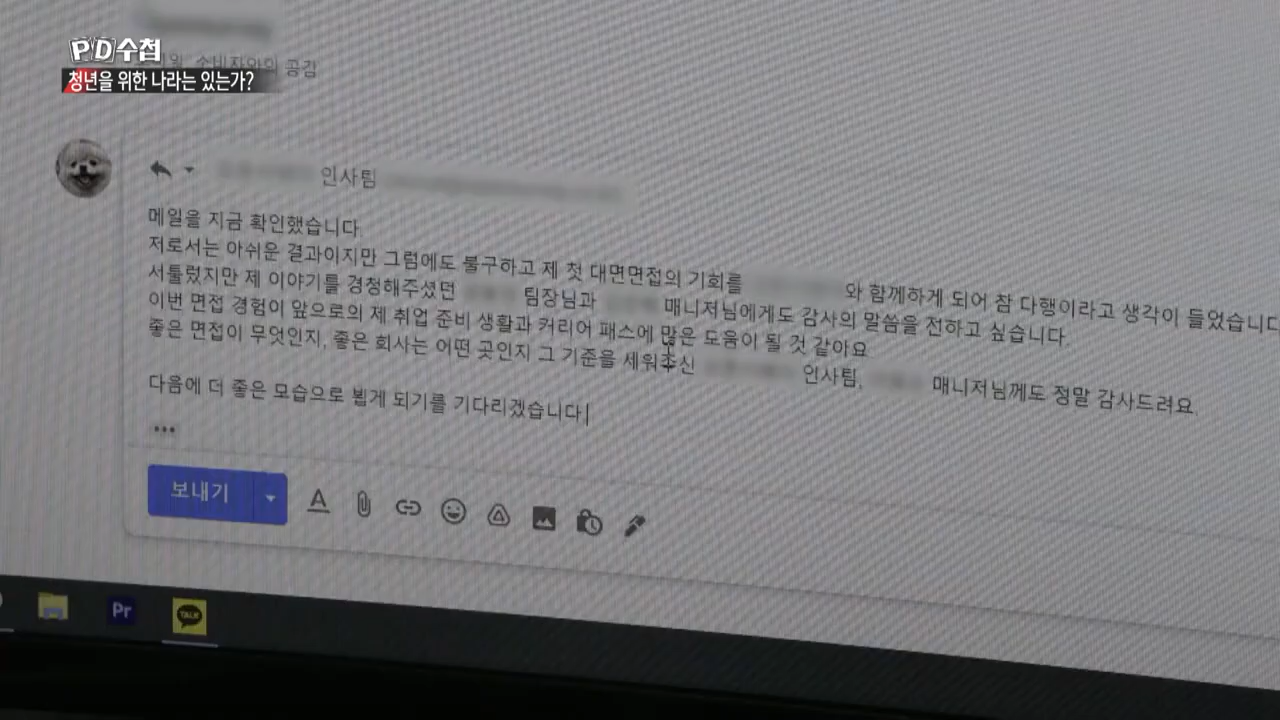 PD수첩
청년을 위한 나라는 있는가?
소비자와의 공감
인사팀
메일을 지금 확인했습니다.
저로서는 아쉬운 결과이지만 그럼에도 불구하고 제 첫 대면면접의 기회를 와 함께하게 되어 참 다행이라고 생각이 들었습니다
서툴렀지만 제 이야기를 경청해주셨던 팀장님과 매니저님에게도 감사의 말씀을 전하고 싶습니다.
이번 면접 경험이 앞으로의 제 취업 준비 생활과 커리어 패스에 많은 도움이 될 것 같아요
좋은 면접이 무엇인지, 좋은 회사는 어떤 곳인지 그 기준을 세워주신 인사팀, 매니저님께도 정말 감사드려요.
다음에 더 좋은 모습으로 뵙게 되기를 기다리겠습니다
보내기
Pr
TALK